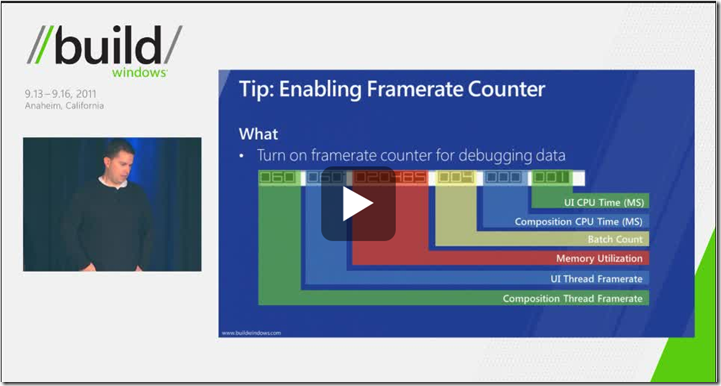 //build/
windows
9.13 – 9.16, 2011
Anaheim, California
Tip: Enabling Framerate Counter
What
• Turn on framerate counter for debugging data
060 060 004 000 001
UI CPU Time (MS)
Composition CPU Time (MS)
Batch Count
Memory Utilization
UI Thread Framerate
Composition Thread Framerate
www.buildwindows.com